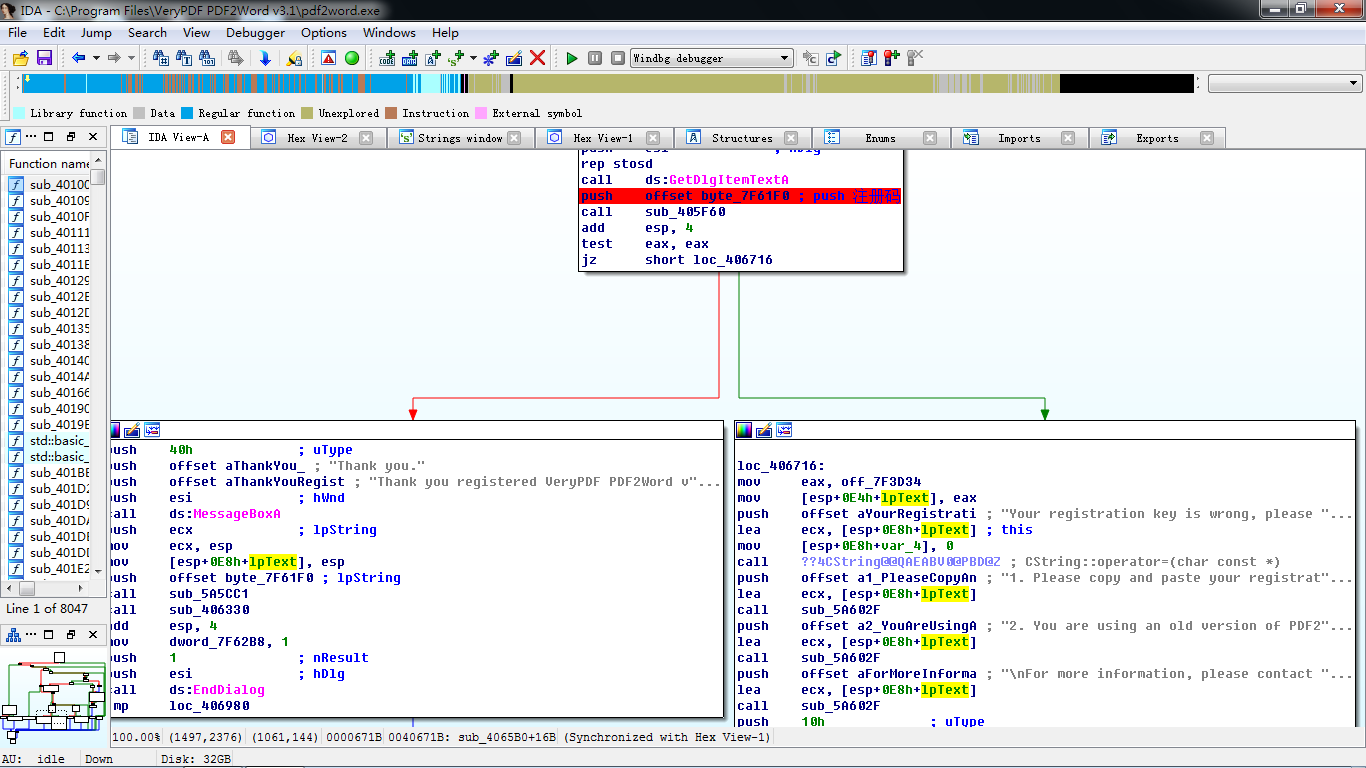 IDA - C:\Program Files\VeryPDF PDF2Word v3.1\pdf2word.exe
File Edit Jump Search View Debugger Options Windows Help
Windbg debugger
Library function Data Regular function Unexplored Instruction External symbol
IDA View-A Hex View-2 Strings window Hex View-1 Structures Enums Imports Exports
Function name
sub_40100
sub_40109
sub_4010F
sub_40111
sub_40113
sub_4011E
sub_40129
sub_4012E
sub_4012D
sub_40135
sub_40138
sub_40140
sub_4014A
sub_40166
sub_4019C
sub_4019E
std::basic_
std::basic_
sub_401BE
sub_401D2
sub_401D9
sub_401DA
sub_401DE
sub_401DD
sub_401E2
Line 1 of 8047
rep stosd
call ds:GetDlgItemTextA
push offset byte_7F61F0 ; push 注册码
call sub_405F60
add esp, 4
test eax, eax
jz short loc_406716
push 40h ; uType
push offset aThankYou_ ; "Thank you."
push offset aThankYouRegist ; "Thank you registered VeryPDF PDF2Word v"...
push esi ; hWnd
call ds:MessageBoxA
push ecx ; lpString
mov ecx, esp
mov [esp+0E8h+lpText], esp
push offset byte_7F61F0 ; lpString
call sub_5A5CC1
call sub_406330
add esp, 4
mov dword_7F62B8, 1
push 1 ; nResult
push esi ; hDlg
call ds:EndDialog
jmp loc_406980
loc_406716:
mov eax, off_7F3D34
mov [esp+0E4h+lpText], eax
push offset aYourRegistrati ; "Your registration key is wrong, please "...
lea ecx, [esp+0E8h+lpText] ; this
mov [esp+0E8h+var_4], 0
call ??4CString@@QAEABV0@PBD@Z ; CString::operator=(char const *)
push offset a1_PleaseCopyAn ; "1. Please copy and paste your registrat"...
lea ecx, [esp+0E8h+lpText]
call sub_5A602F
push offset a2_YouAreUsingA ; "2. You are using an old version of PDF2"...
lea ecx, [esp+0E8h+lpText]
call sub_5A602F
push offset aForMoreInforma ; "\nFor more information, please contact "...
lea ecx, [esp+0E8h+lpText]
call sub_5A602F
push 10h ; uType
100.00% (1497,2376) (1061,144) 0000671B 0040671B: sub_4065B0+16B (Synchronized with Hex View-1)
AU: idle Down Disk: 32GB